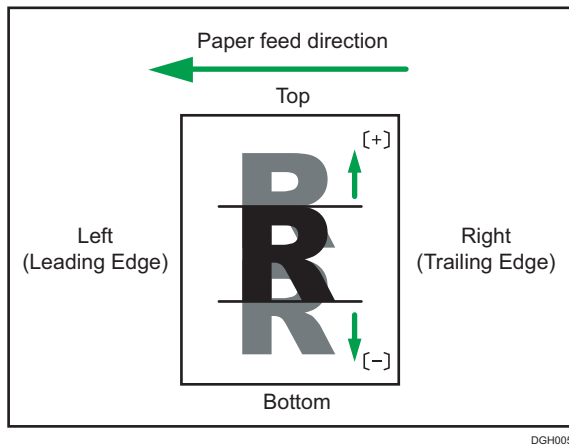 Paper feed direction
Top
[+]
R
R
R
Left
(Leading Edge)
Right
(Trailing Edge)
[−]
Bottom
DGH005